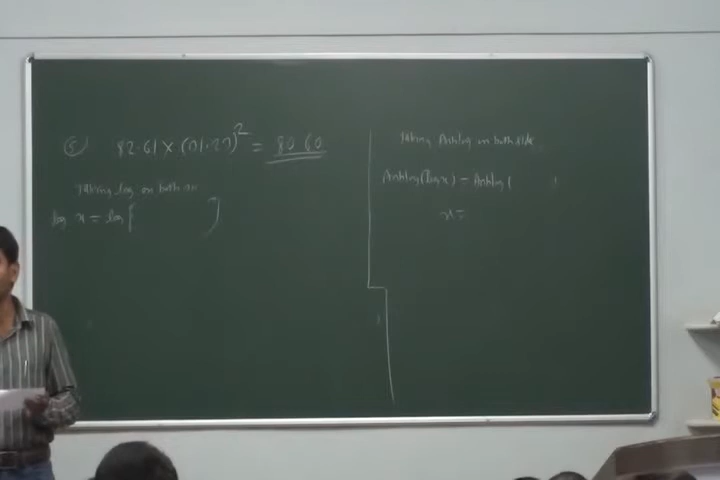 ⑤ 82.61 × (01.27)² = 80 60
Taking log on both
log x = log [ ]
Taking Antilog on both side
Antilog (log x) = Antilog (
x =